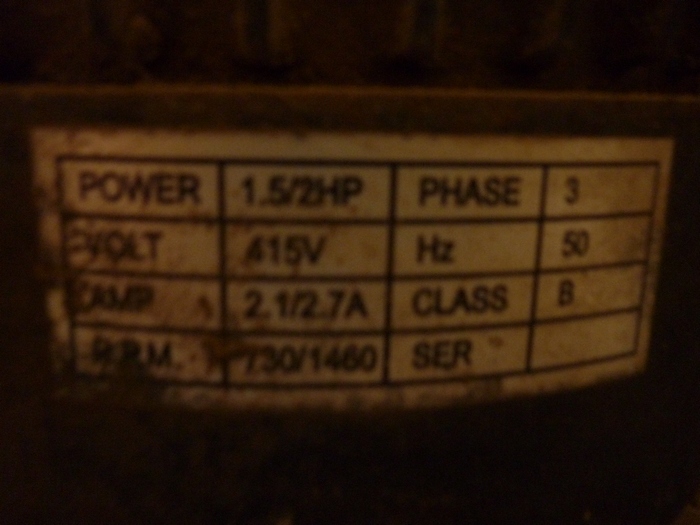 POWER 1.5/2HP PHASE 3
VOLT 415V Hz 50
AMP 2.1/2.7A CLASS B
R.P.M. 730/1460 SER